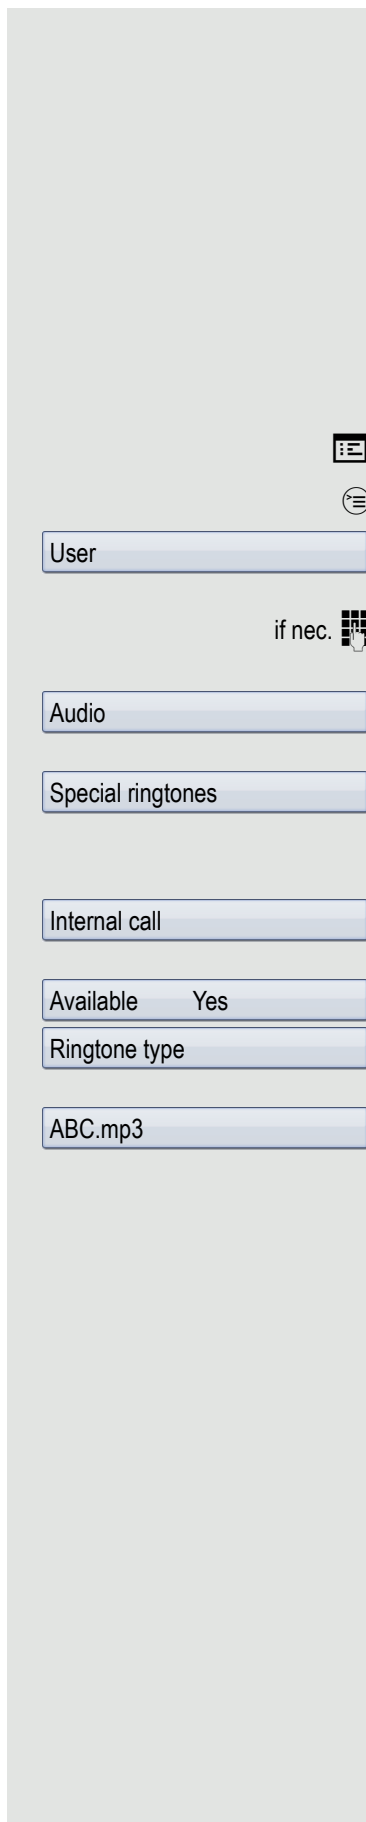 User
if nec.
Audio
Special ringtones
Internal call
Available Yes
Ringtone type
ABC.mp3